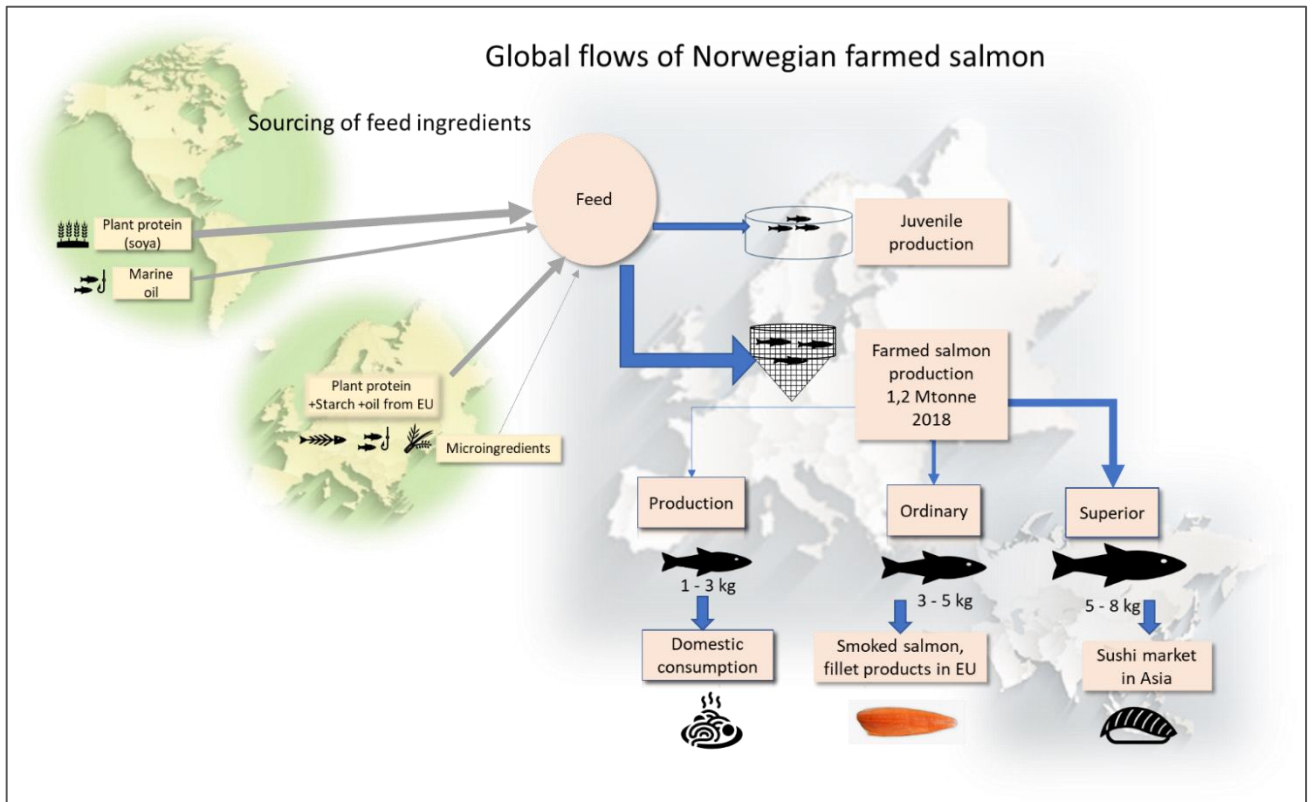 Global flows of Norwegian farmed salmon
Sourcing of feed ingredients
Plant protein
(soya)
Marine
oil
Feed
Juvenile
production
Plant protein
+Starch +oil from EU
Microingredients
Farmed salmon
production
1,2 Mtonne
2018
Production
Ordinary
Superior
1 - 3 kg
3 - 5 kg
5 - 8 kg
Domestic
consumption
Smoked salmon,
fillet products in EU
Sushi market
in Asia